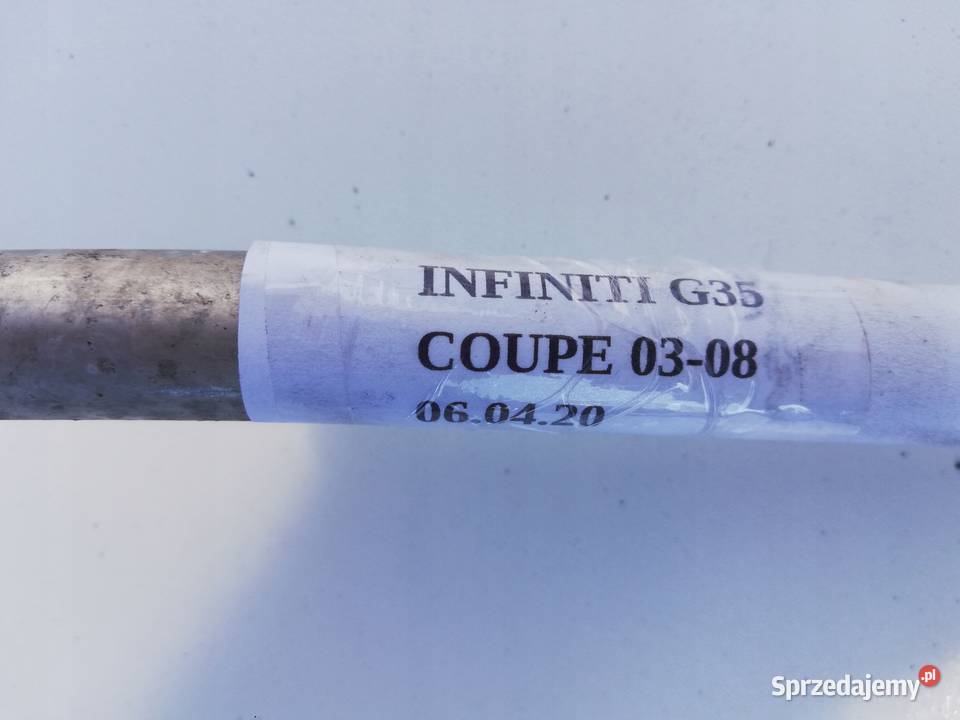 INFINITI G35
COUPE 03-08
06.04.20
Sprzedajemy.pl